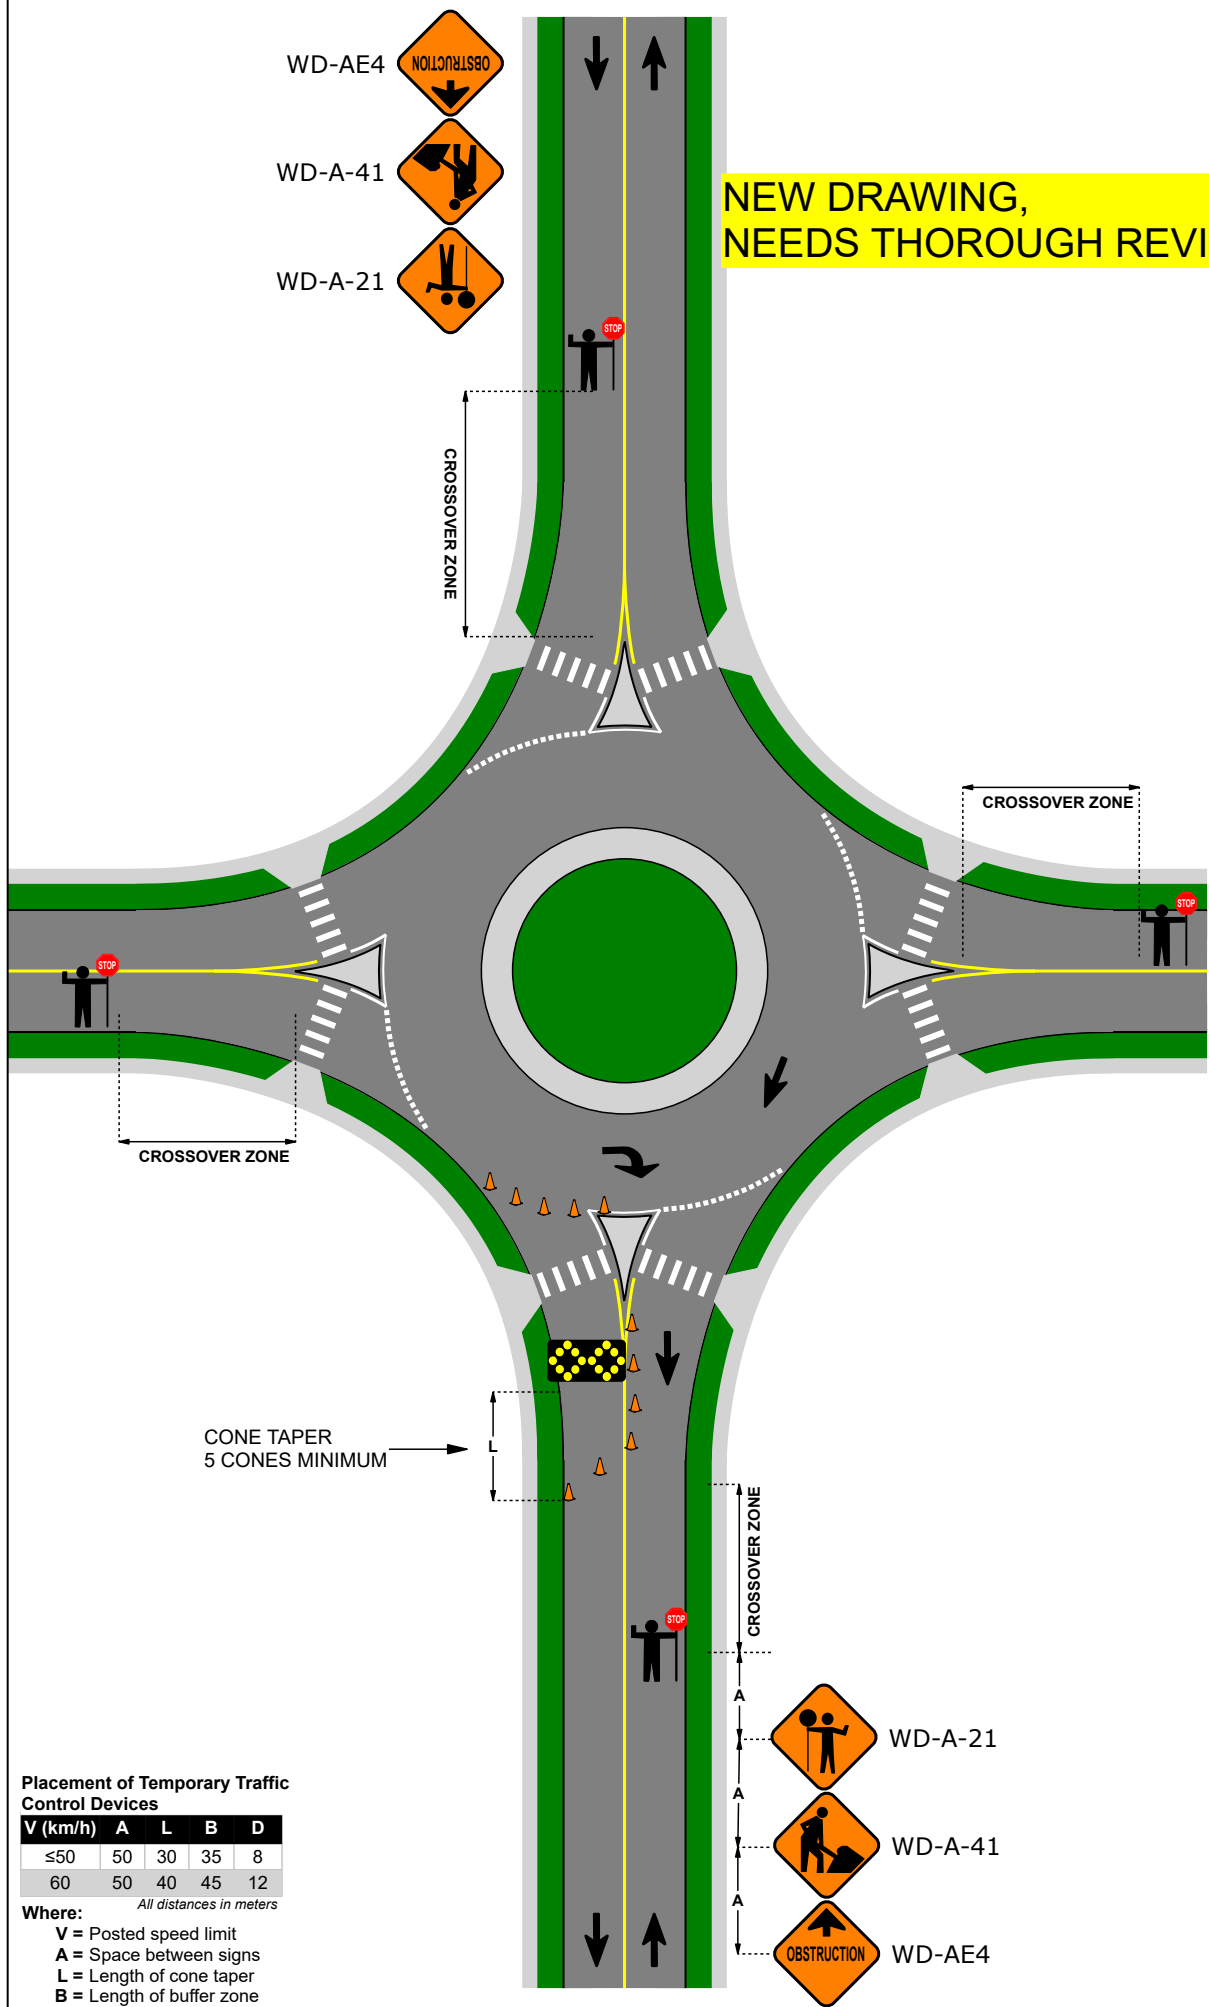 WD-AE4
OBSTRUCTION
WD-A-41
NEW DRAWING,
NEEDS THOROUGH REVI
WD-A-21
STOP
CROSSOVER ZONE
CROSSOVER ZONE
STOP
STOP
CROSSOVER ZONE
CONE TAPER
5 CONES MINIMUM
L
CROSSOVER ZONE
STOP
A
WD-A-21
A
WD-A-41
A
OBSTRUCTION
WD-AE4
Placement of Temporary Traffic
Control Devices
V (km/h) A L B D
≤50 50 30 35 8
60 50 40 45 12
All distances in meters
Where:
V = Posted speed limit
A = Space between signs
L = Length of cone taper
B = Length of buffer zone